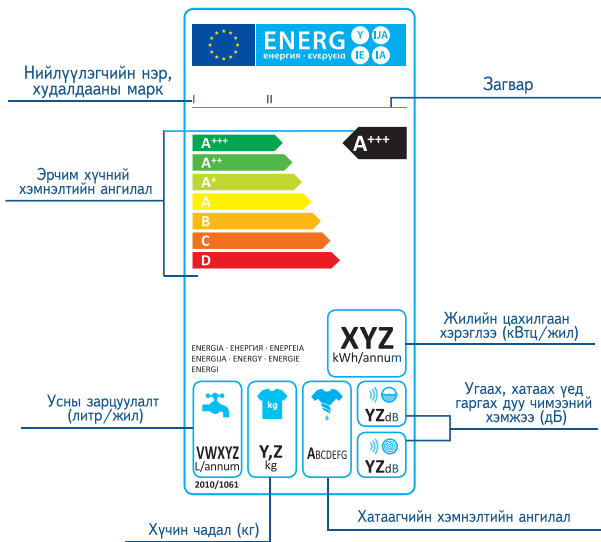 ENERG Y IJA
енергия · ενεργεια IE IA
Нийлүүлэгчийн нэр,
худалдааны марк
I II
Загвар
A+++
A+++
A++
A+
A
B
C
D
Эрчим хүчний
хэмнэлтийн ангилал
XYZ
kWh/annum
Жилийн цахилгаан
хэрэглээ (кВтц/жил)
ENERGIA · ЕНЕРГИЯ · ΕΝΕΡΓΕΙΑ
ENERGIJA · ENERGY · ENERGIE
ENERGI
Усны зарцуулалт
(литр/жил)
VWXYZ
L/annum
kg
Y,Z
kg
ABCDEFG
YZdB
YZdB
Угаах, хатаах үед
гаргах дуу чимээний
хэмжээ (дБ)
2010/1061
Хүчин чадал (кг)
Хатаагчийн хэмнэлтийн ангилал